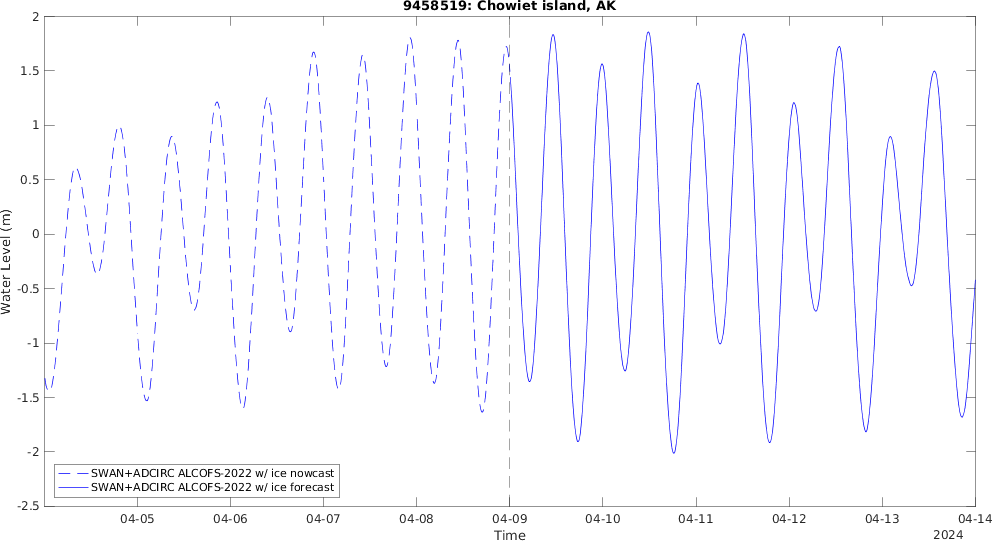 9458519: Chowiet island, AK
2
1.5
1
0.5
0
-0.5
-1
-1.5
-2
-2.5
Water Level (m)
SWAN+ADCIRC ALCOFS-2022 w/ ice nowcast
SWAN+ADCIRC ALCOFS-2022 w/ ice forecast
04-05 04-06 04-07 04-08 04-09 04-10 04-11 04-12 04-13 04-14
Time
2024